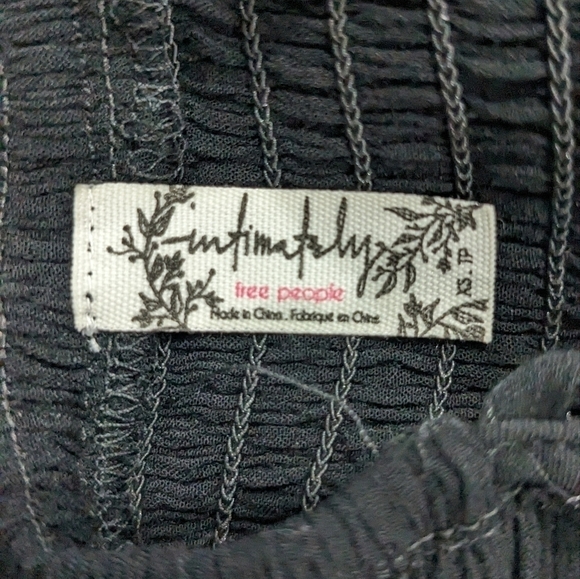 intimately
free people
Made in China. Fabriqué en Chine
XS . TP